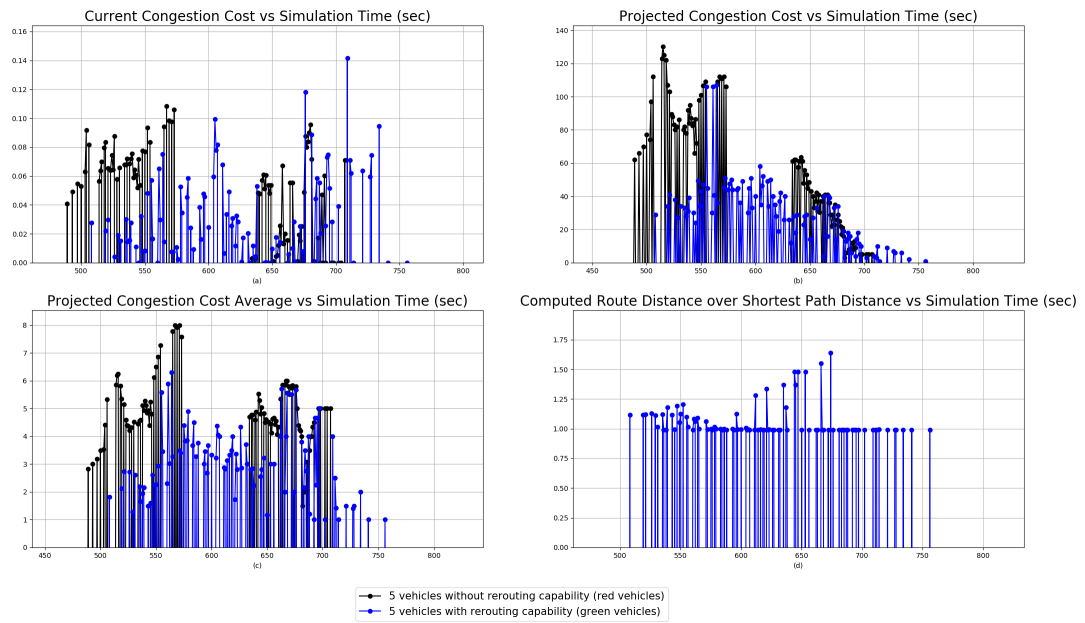 Current Congestion Cost vs Simulation Time (sec)
0.16
0.14
0.12
0.10
0.08
0.06
0.04
0.02
0.00
500 550 600 650 700 750 800
(a)
Projected Congestion Cost vs Simulation Time (sec)
140
120
100
80
60
40
20
0
450 500 550 600 650 700 750 800
(b)
Projected Congestion Cost Average vs Simulation Time (sec)
8
7
6
5
4
3
2
1
0
450 500 550 600 650 700 750 800
(c)
Computed Route Distance over Shortest Path Distance vs Simulation Time (sec)
1.75
1.50
1.25
1.00
0.75
0.50
0.25
0.00
500 550 600 650 700 750 800
(d)
5 vehicles without rerouting capability (red vehicles)
5 vehicles with rerouting capability (green vehicles)